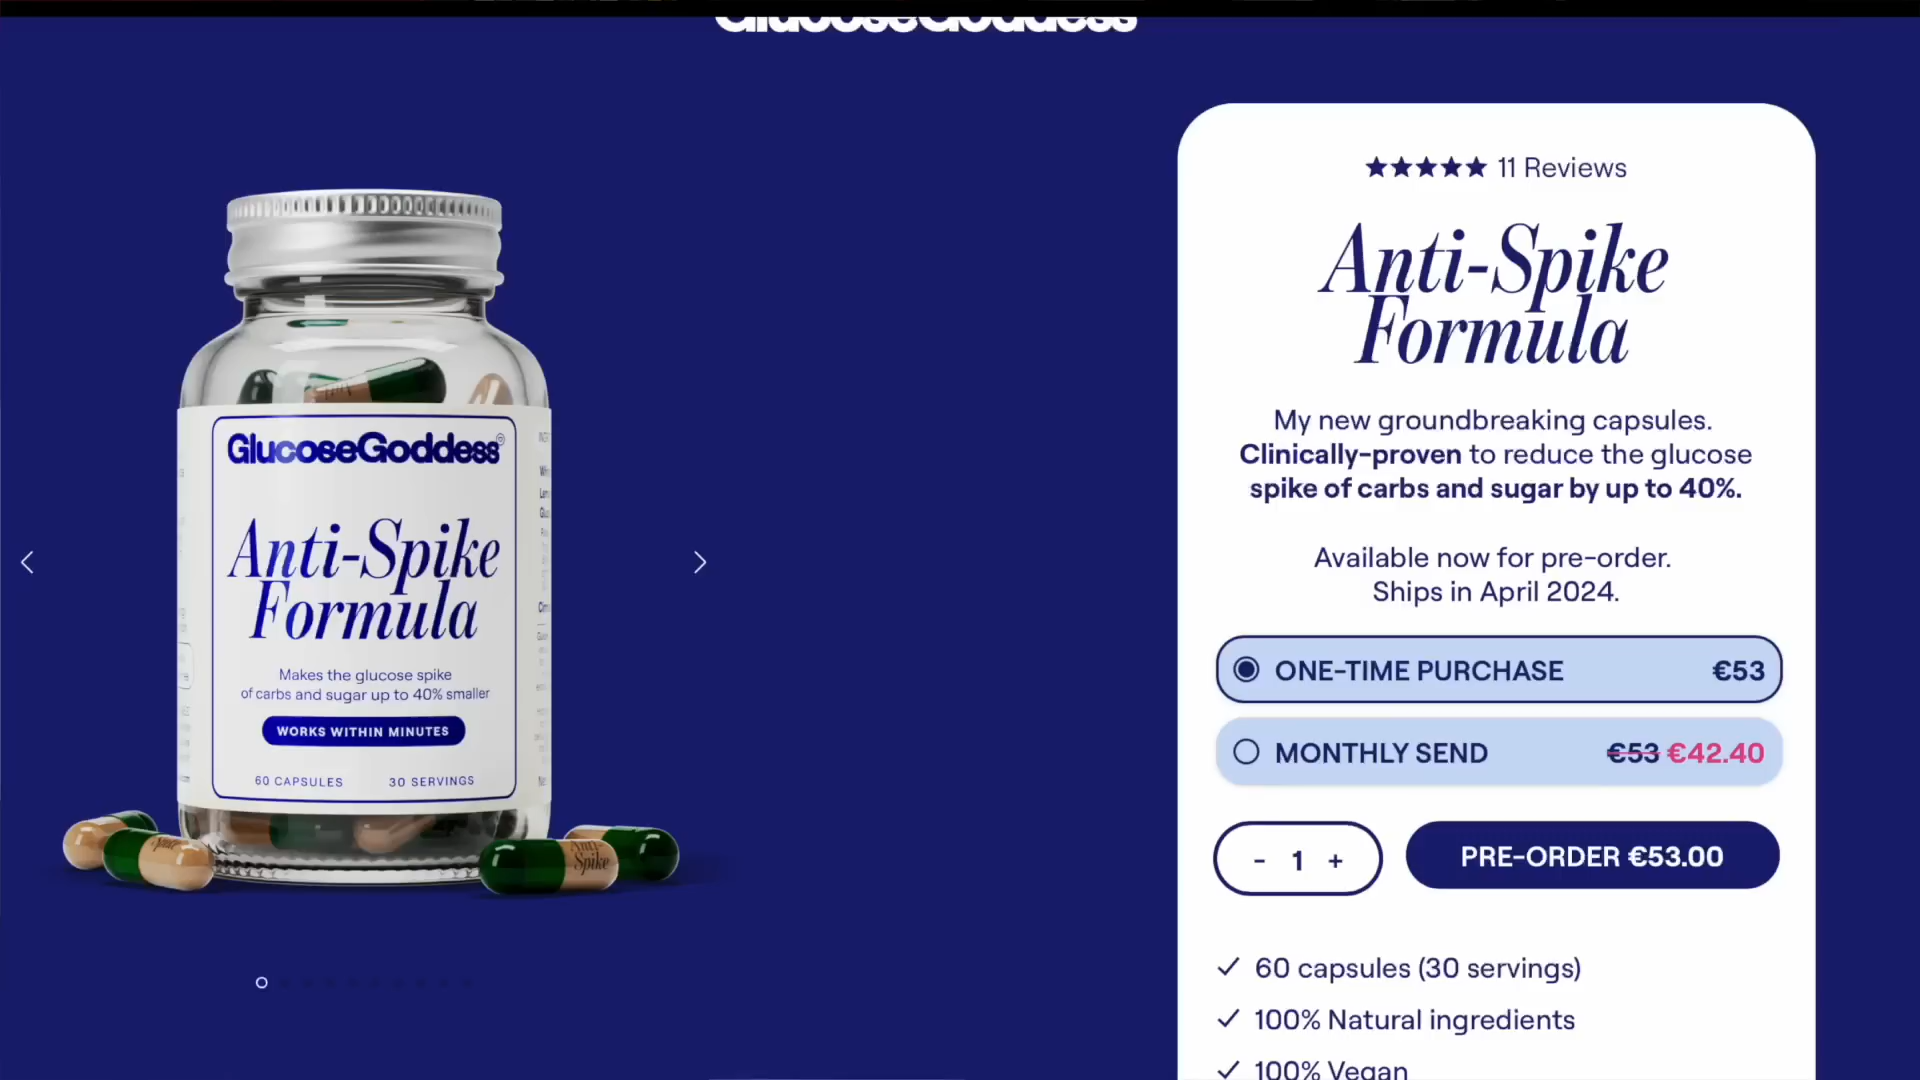 GlucoseGoddess
GlucoseGoddess
Anti-Spike
Formula
Makes the glucose spike
of carbs and sugar up to 40% smaller
WORKS WITHIN MINUTES
60 CAPSULES 30 SERVINGS
Anti-
Spike
★★★★★ 11 Reviews
Anti-Spike
Formula
My new groundbreaking capsules.
Clinically-proven to reduce the glucose
spike of carbs and sugar by up to 40%.
Available now for pre-order.
Ships in April 2024.
ONE-TIME PURCHASE €53
MONTHLY SEND €53 €42.40
- 1 +
PRE-ORDER €53.00
✓ 60 capsules (30 servings)
✓ 100% Natural ingredients
✓ 100% Vegan